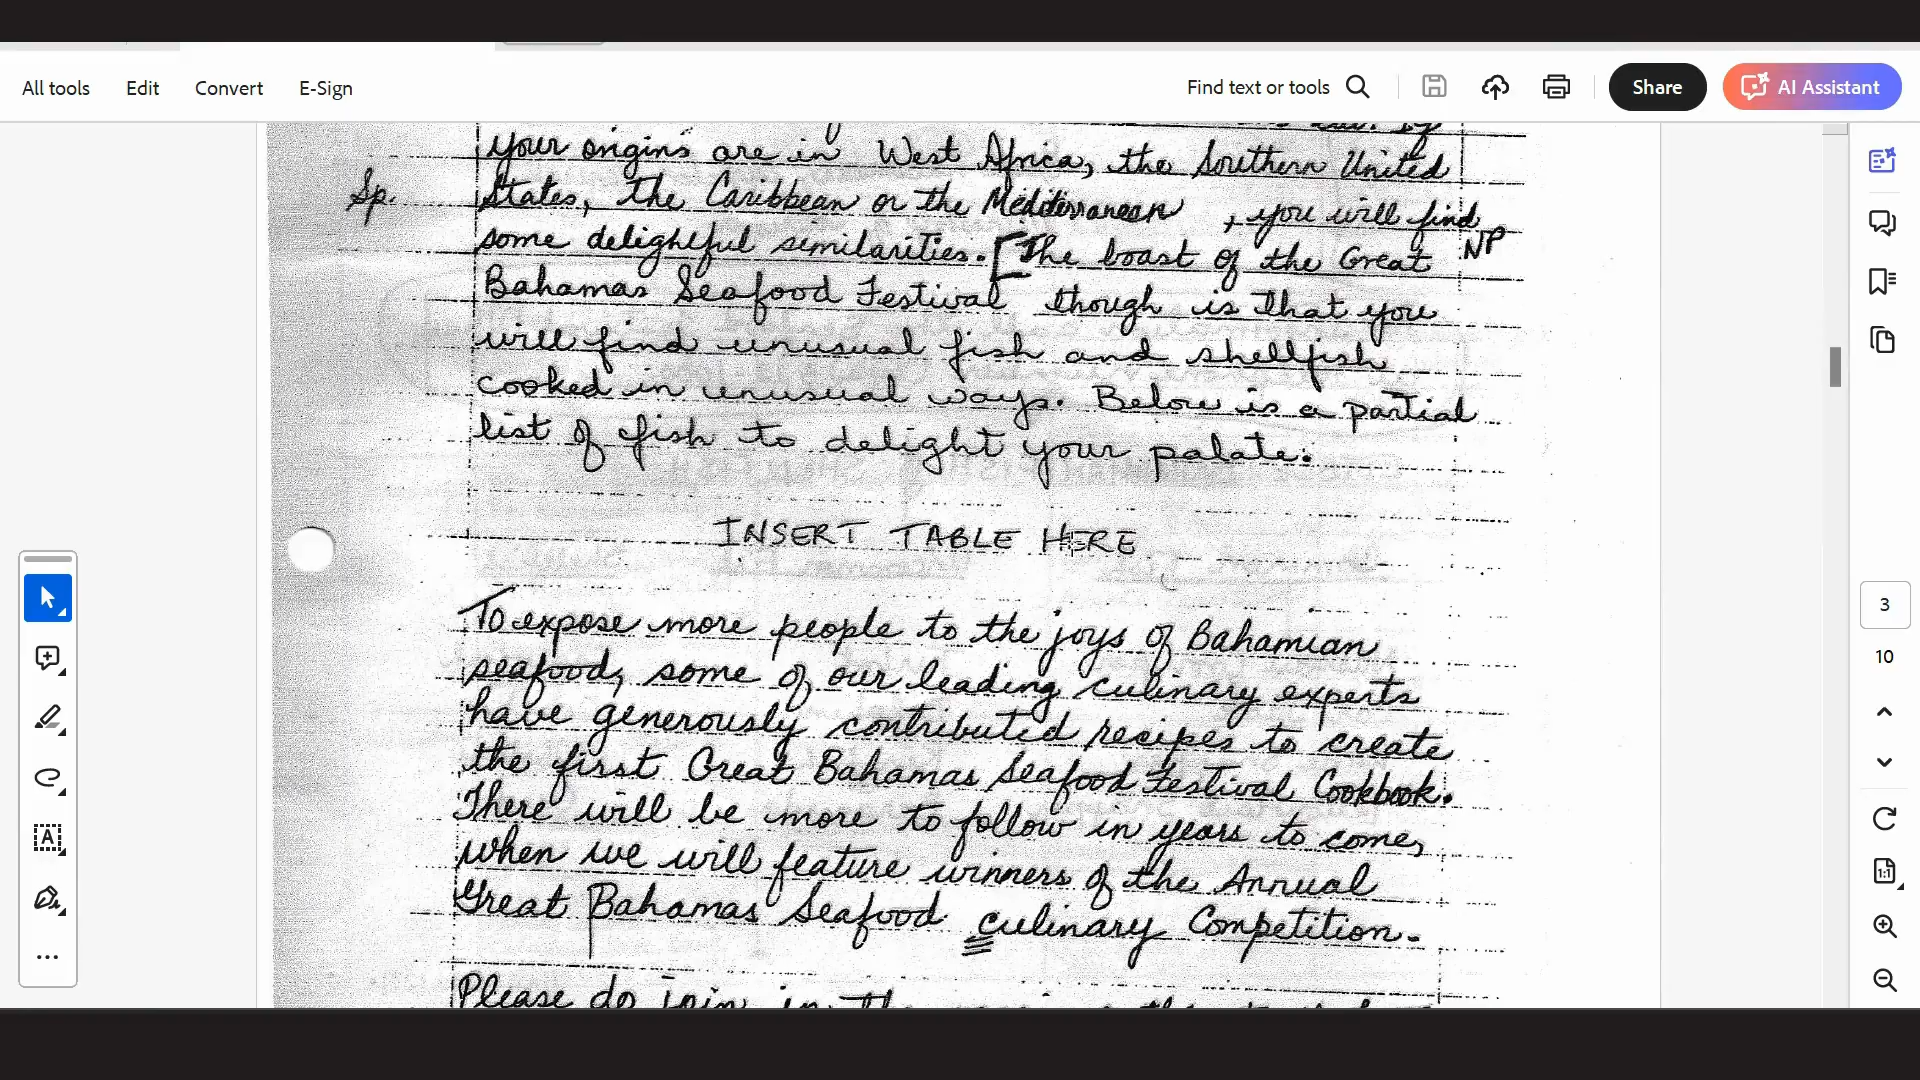 All tools Edit Convert E-Sign Find text or tools Share AI Assistant
your origins are in West Africa, the Southern United
Sp. States, the Caribbean or the Mediterranean, you will find
some delightful similarities. [The boast of the Great NP
Bahamas Seafood Festival though is that you
will find unusual fish and shellfish
cooked in unusual ways. Below is a partial
list of fish to delight your palate:
INSERT TABLE HERE
To expose more people to the joys of Bahamian
seafood, some of our leading culinary experts
have generously contributed recipes to create
the first Great Bahamas Seafood Festival Cookbook.
There will be more to follow in years to come,
when we will feature winners of the Annual
Great Bahamas Seafood culinary Competition.
Please do join in the
3
10